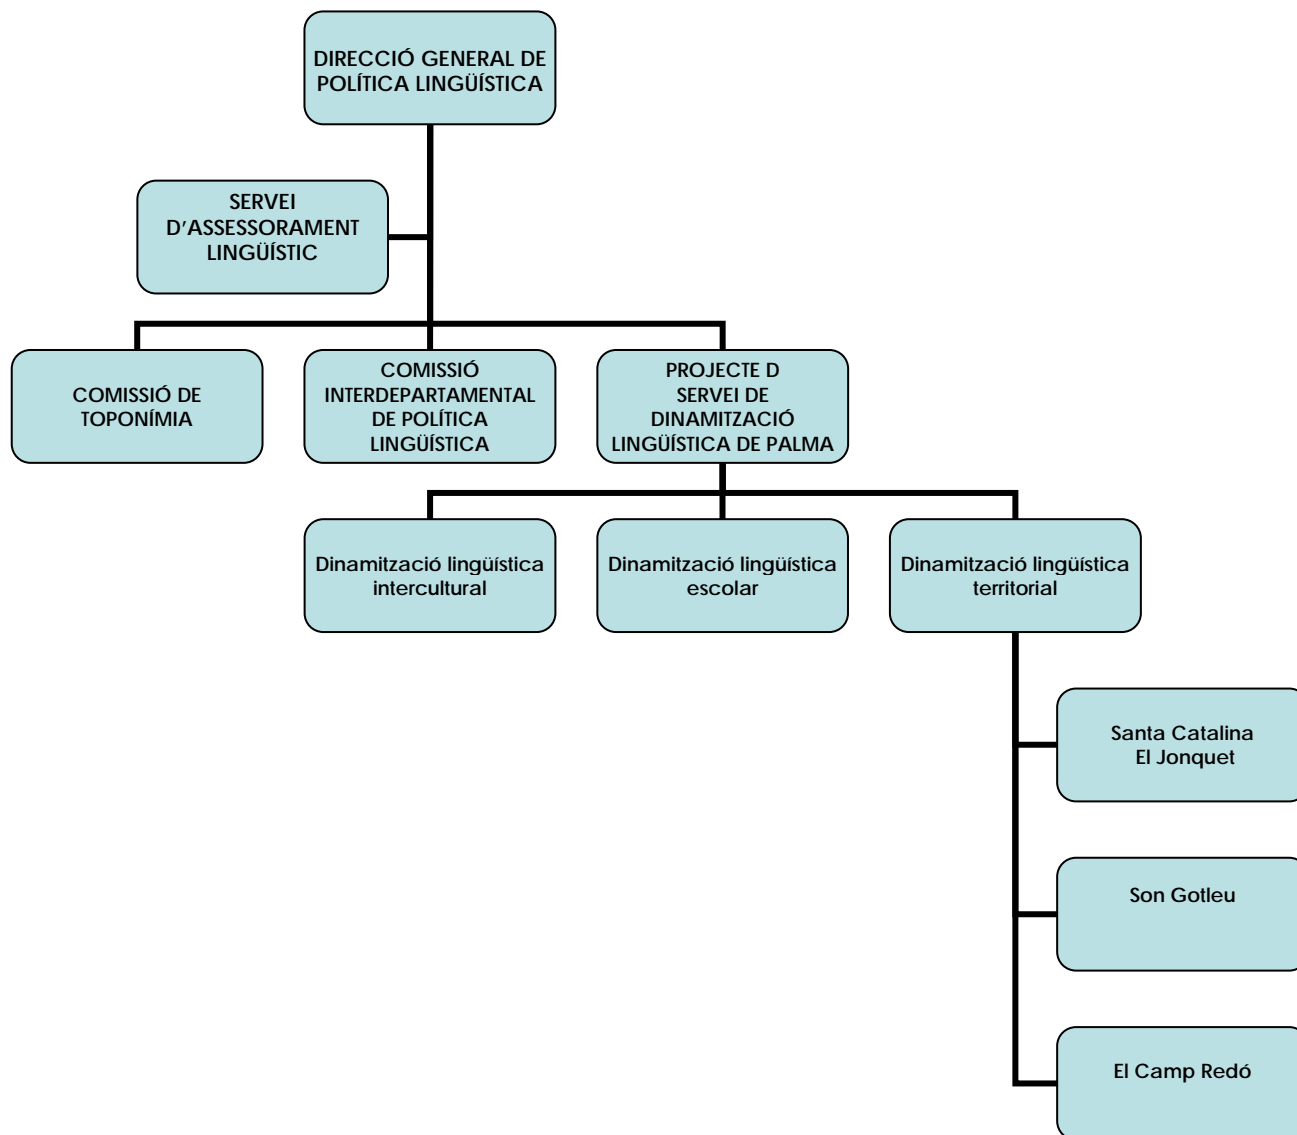 DIRECCIÓ GENERAL DE
POLÍTICA LINGÜÍSTICA
SERVEI
D’ASSESSORAMENT
LINGÜÍSTIC
COMISSIÓ DE
TOPONÍMIA
COMISSIÓ
INTERDEPARTAMENTAL
DE POLÍTICA
LINGÜÍSTICA
PROJECTE D
SERVEI DE
DINAMITZACIÓ
LINGÜÍSTICA DE PALMA
Dinamització lingüística
intercultural
Dinamització lingüística
escolar
Dinamització lingüística
territorial
Santa Catalina
El Jonquet
Son Gotleu
El Camp Redó